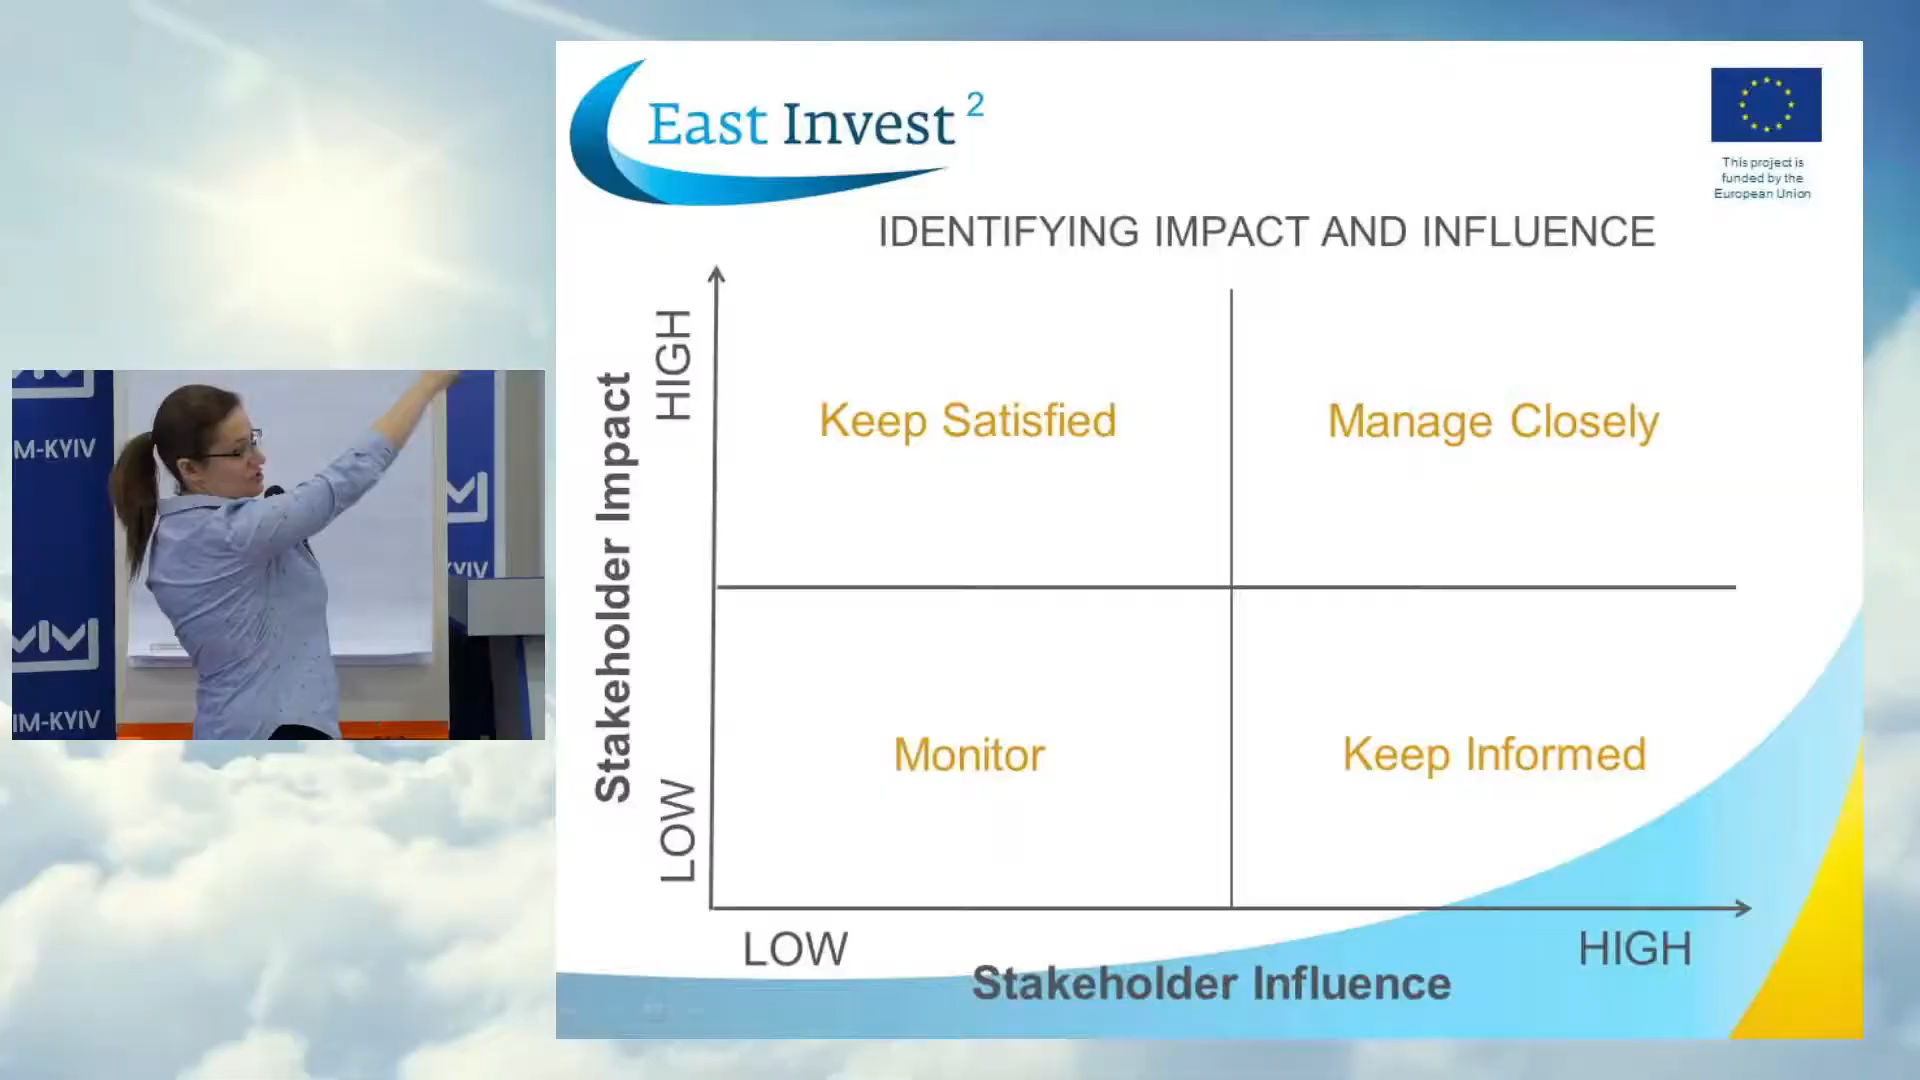 East Invest 2
This project is
funded by the
European Union
IDENTIFYING IMPACT AND INFLUENCE
HIGH
Stakeholder Impact
LOW
Keep Satisfied
Manage Closely
Monitor
Keep Informed
LOW
HIGH
Stakeholder Influence
M-KYIV
KYIV
IM-KYIV